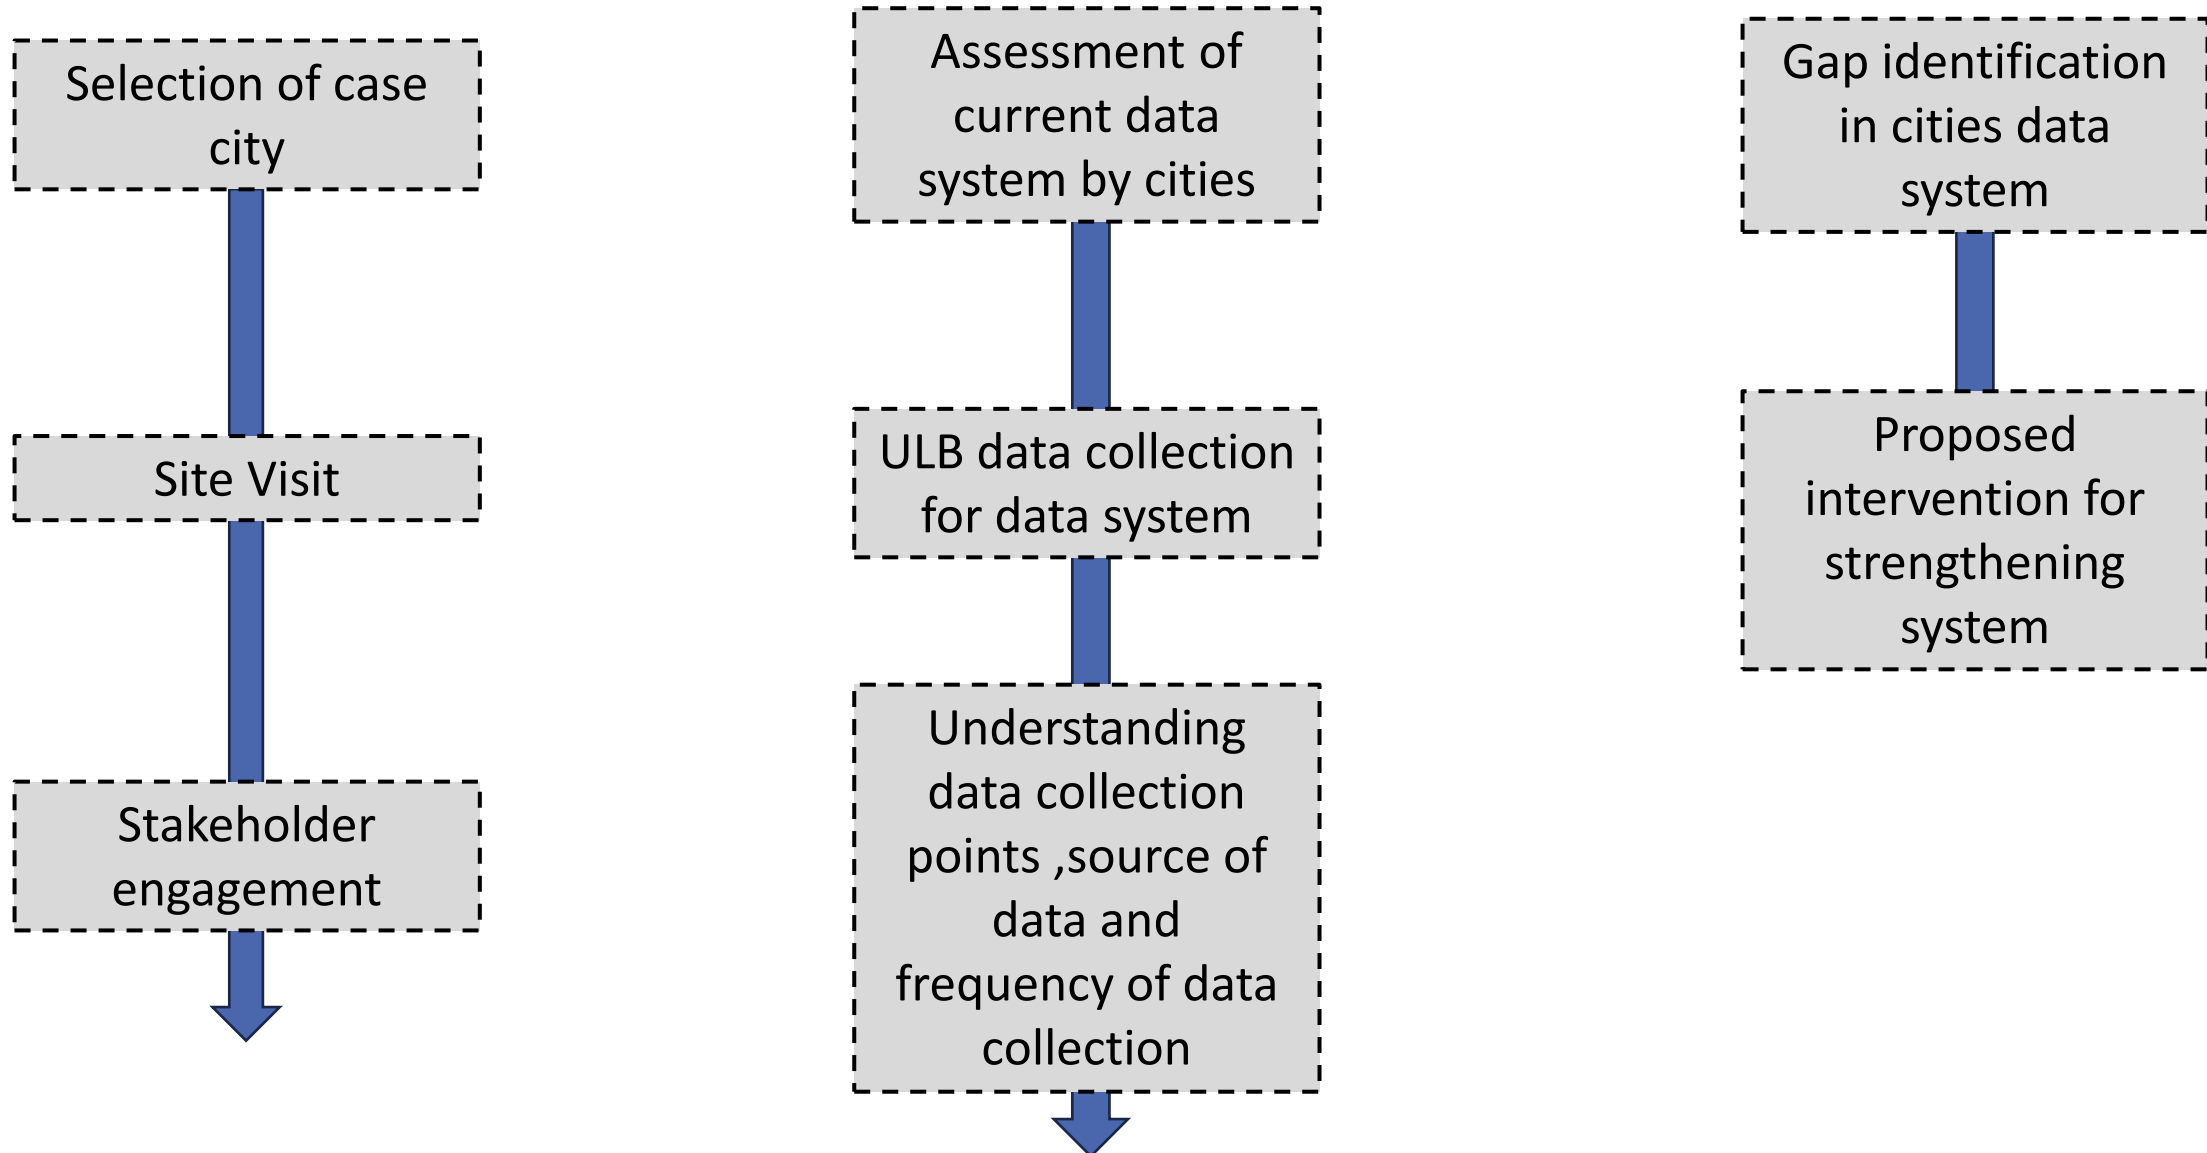 Selection of case
city
Site Visit
Stakeholder
engagement
Assessment of
current data
system by cities
ULB data collection
for data system
Understanding
data collection
points ,source of
data and
frequency of data
collection
Gap identification
in cities data
system
Proposed
intervention for
strengthening
system